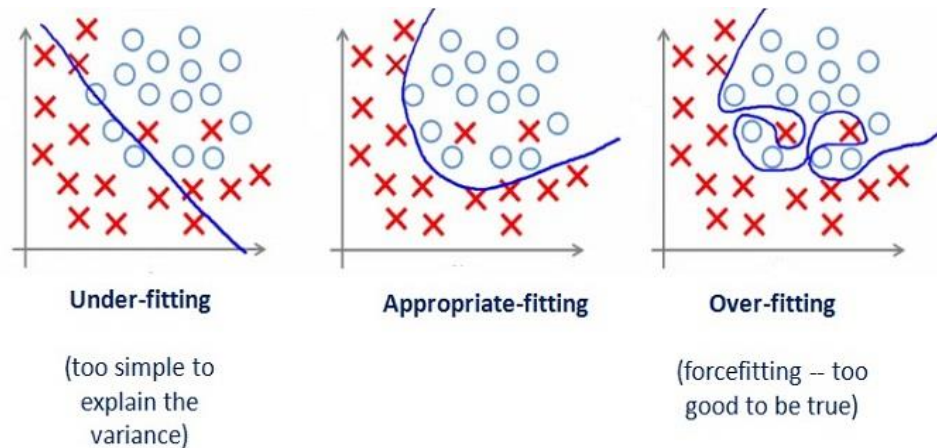 Under-fitting
Appropriate-fitting
Over-fitting
(too simple to
explain the
variance)
(forcefitting -- too
good to be true)